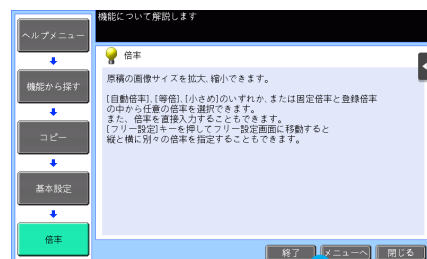 機能について解説します
ヘルプメニュー
機能から探す
コピー
基本設定
倍率
倍率
原稿の画像サイズを拡大、縮小できます。
[自動倍率]、[等倍]、[小さめ]のいずれか、または固定倍率と登録倍率
の中から任意の倍率を選択できます。
また、倍率を直接入力することもできます。
[フリー設定]キーを押してフリー設定画面に移動すると
縦と横に別々の倍率を指定することもできます。
終了
メニューへ
閉じる